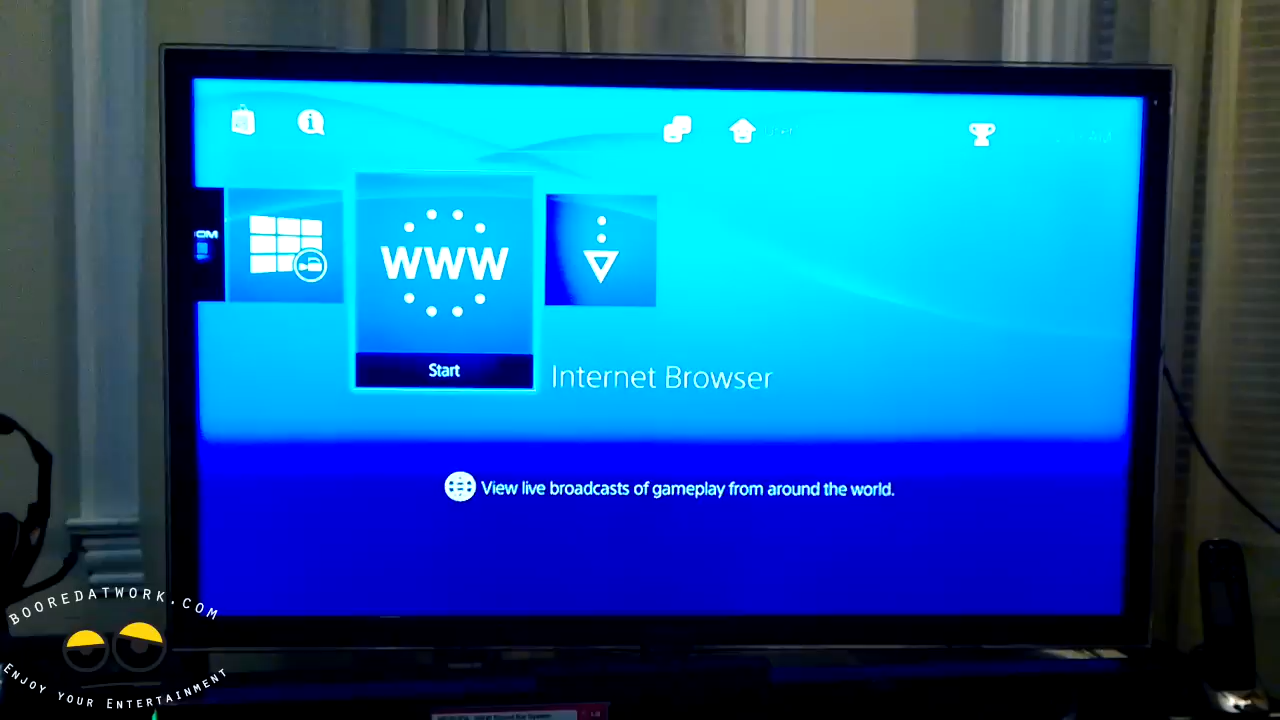 WWW
Start
Internet Browser
View live broadcasts of gameplay from around the world.
BOOREDATWORK.COM
ENJOY YOUR ENTERTAINMENT